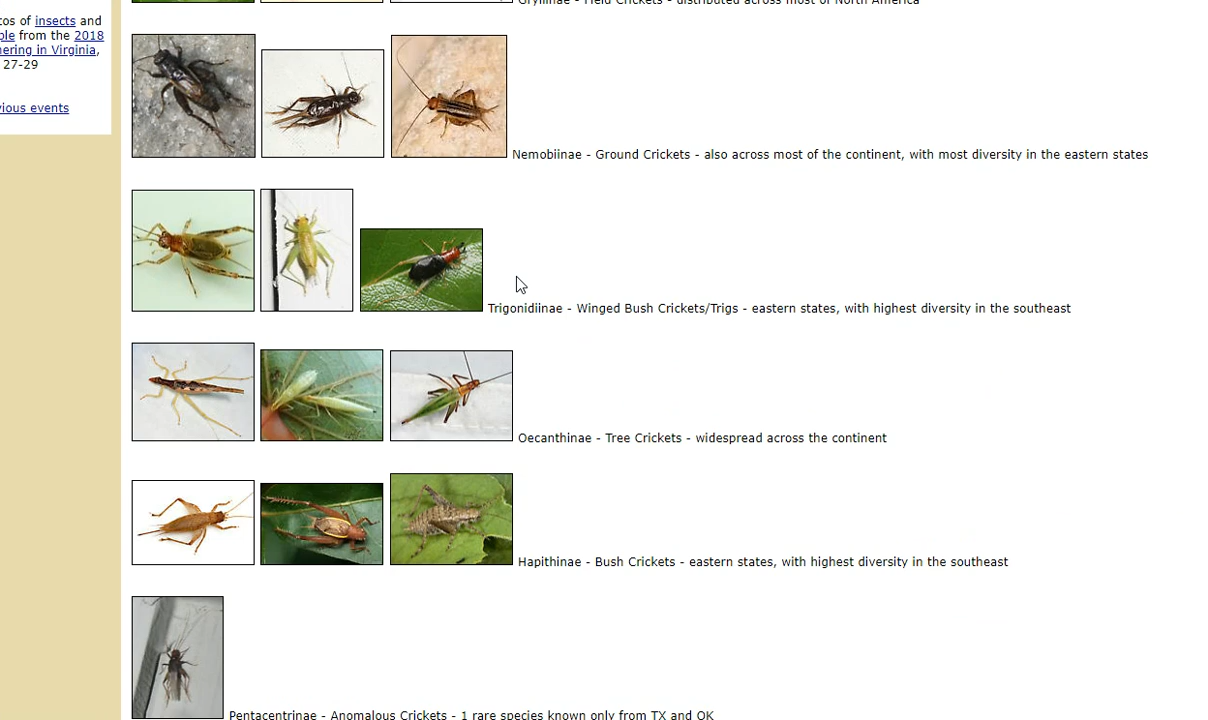 Gryllinae - Field Crickets - distributed across most of North America
tos of insects and
ple from the 2018
hering in Virginia,
27-29
vious events
Nemobiinae - Ground Crickets - also across most of the continent, with most diversity in the eastern states
Trigonidiinae - Winged Bush Crickets/Trigs - eastern states, with highest diversity in the southeast
Oecanthinae - Tree Crickets - widespread across the continent
Hapithinae - Bush Crickets - eastern states, with highest diversity in the southeast
Pentacentrinae - Anomalous Crickets - 1 rare species known only from TX and OK